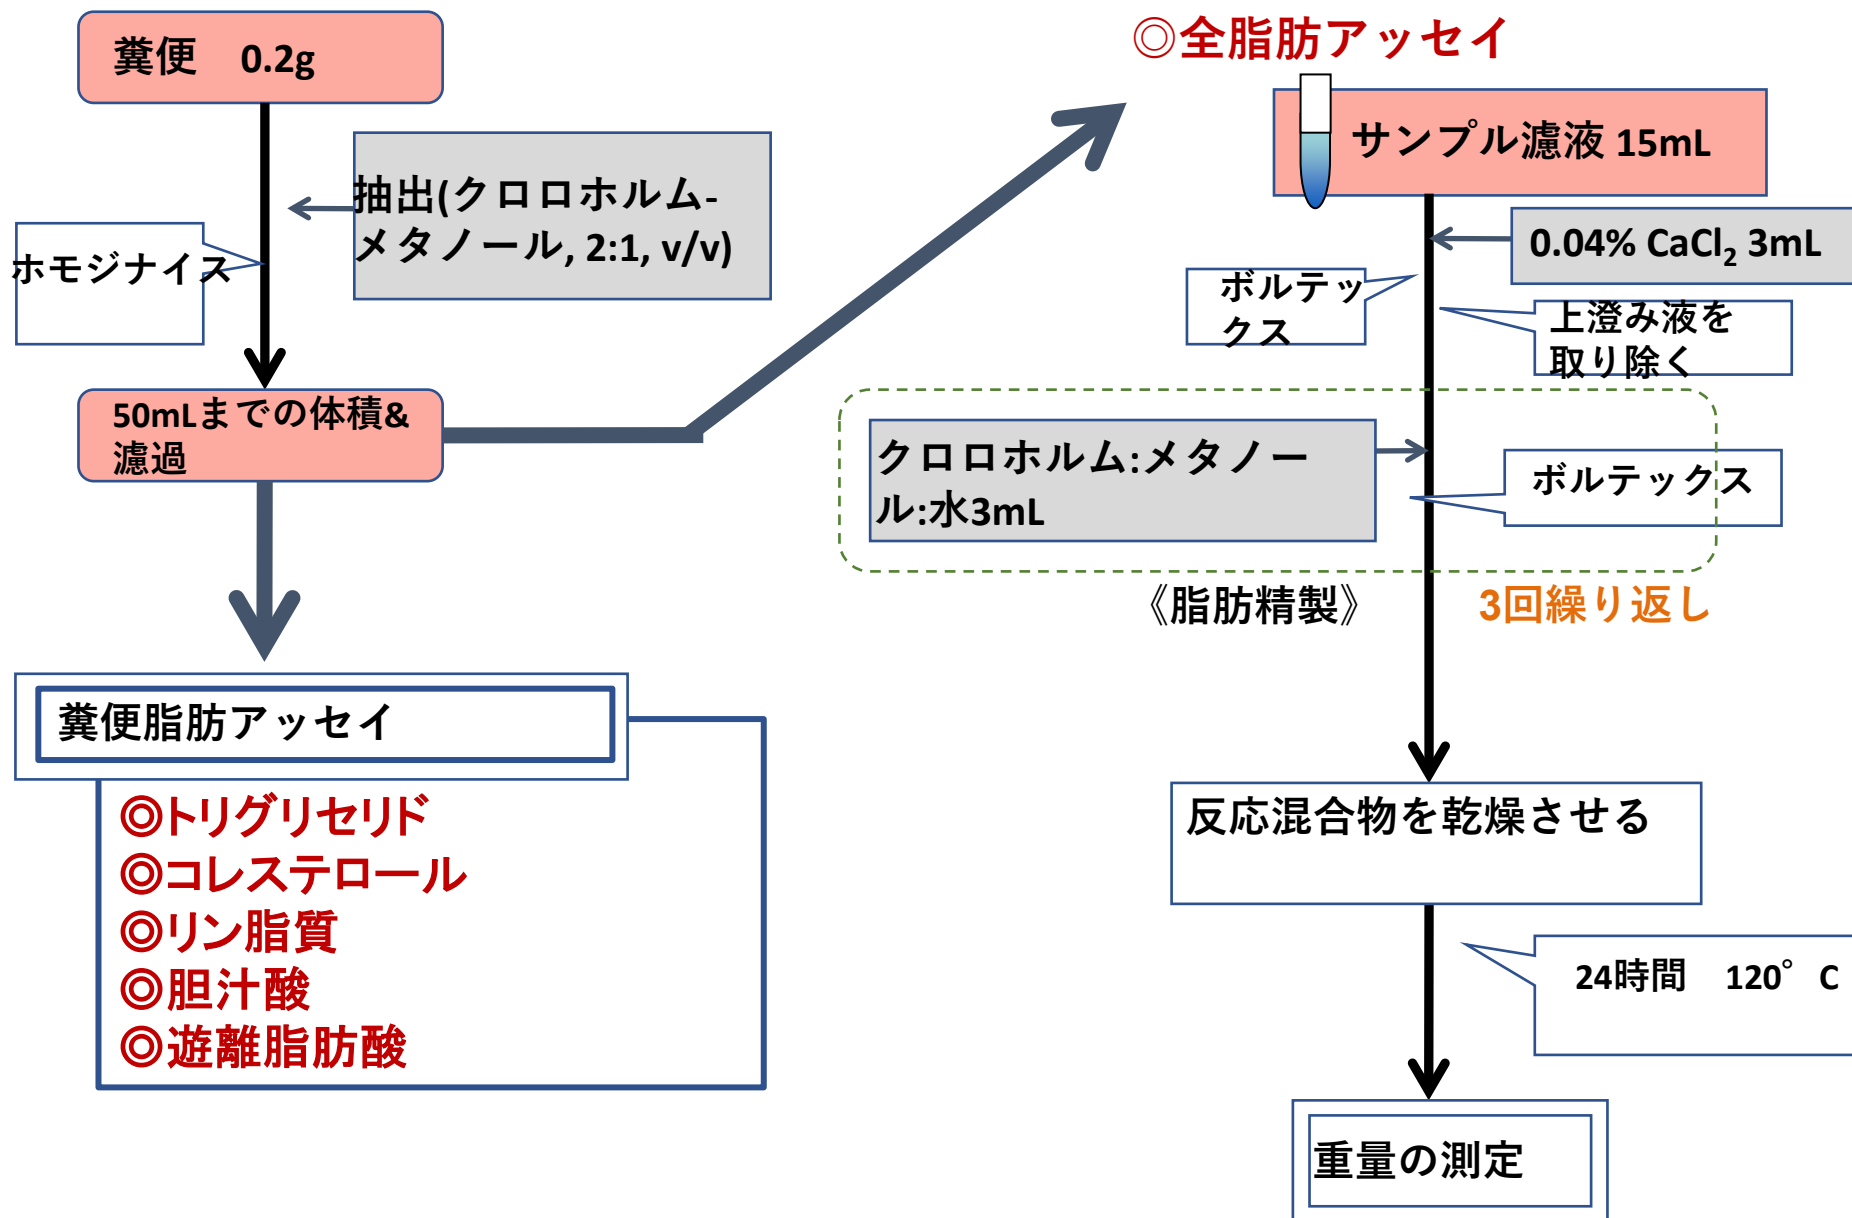 糞便　0.2g
抽出(クロロホルム-
メタノール, 2:1, v/v)
ホモジナイス
50mLまでの体積&
濾過
糞便脂肪アッセイ
◎トリグリセリド
◎コレステロール
◎リン脂質
◎胆汁酸
◎遊離脂肪酸
◎全脂肪アッセイ
サンプル濾液 15mL
0.04% CaCl₂ 3mL
ボルテッ
クス
上澄み液を
取り除く
クロロホルム:メタノー
ル:水3mL
ボルテックス
《脂肪精製》
3回繰り返し
反応混合物を乾燥させる
24時間　120°C
重量の測定